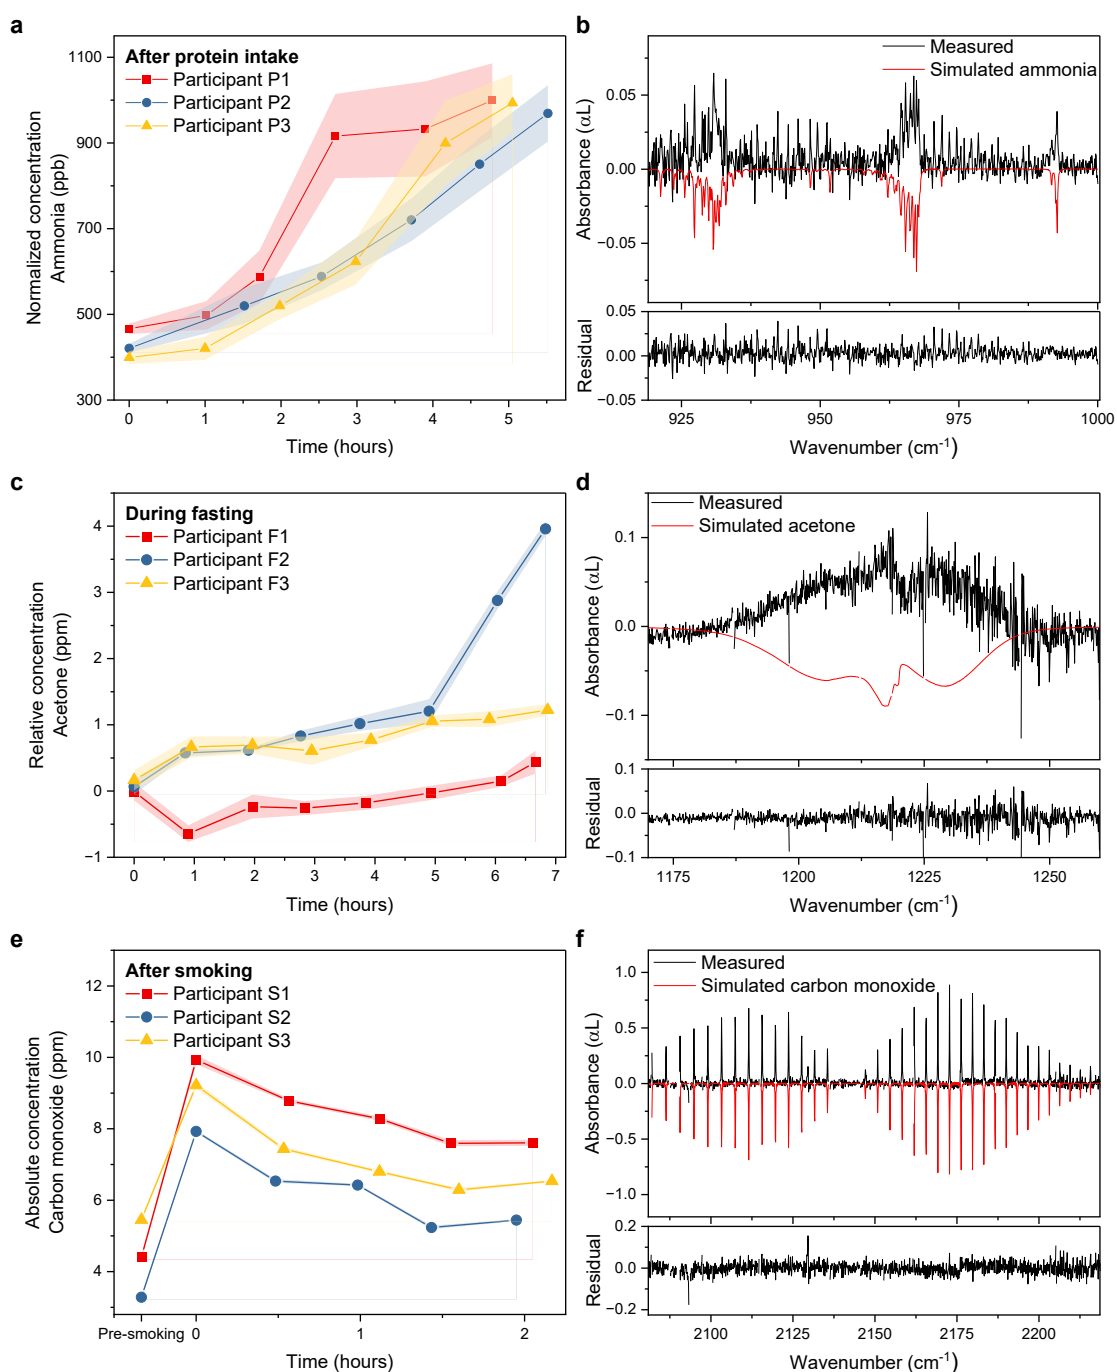 a
After protein intake
Participant P1
Participant P2
Participant P3
Normalized concentration
Ammonia (ppb)
1100
900
700
500
300
0 1 2 3 4 5
Time (hours)
b
Measured
Simulated ammonia
Absorbance (αL)
0.05
0.00
−0.05
Residual
0.05
0.00
−0.05
925 950 975 1000
Wavenumber (cm-1)
c
During fasting
Participant F1
Participant F2
Participant F3
Relative concentration
Acetone (ppm)
4
3
2
1
0
−1
0 1 2 3 4 5 6 7
Time (hours)
d
Measured
Simulated acetone
Absorbance (αL)
0.1
0.0
−0.1
Residual
0.1
0.0
−0.1
1175 1200 1225 1250
Wavenumber (cm-1)
e
After smoking
Participant S1
Participant S2
Participant S3
Absolute concentration
Carbon monoxide (ppm)
12
10
8
6
4
Pre-smoking 0 1 2
Time (hours)
f
Measured
Simulated carbon monoxide
Absorbance (αL)
1.0
0.5
0.0
−0.5
−1.0
Residual
0.2
0.0
−0.2
2100 2125 2150 2175 2200
Wavenumber (cm-1)